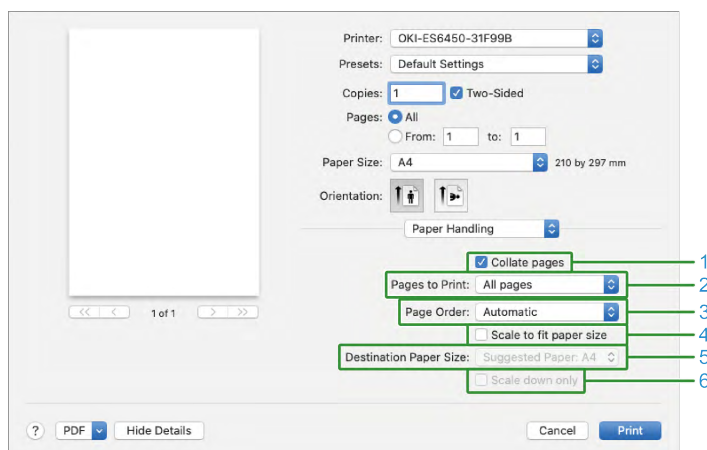 Printer: OKI-ES6450-31F99B
Presets: Default Settings
Copies: 1 Two-Sided
Pages: All
From: 1 to: 1
Paper Size: A4 210 by 297 mm
Orientation:
Paper Handling
Collate pages 1
Pages to Print: All pages 2
Page Order: Automatic 3
Scale to fit paper size 4
Destination Paper Size: Suggested Paper: A4 5
Scale down only 6
<< < 1 of 1 > >>
? PDF Hide Details Cancel Print